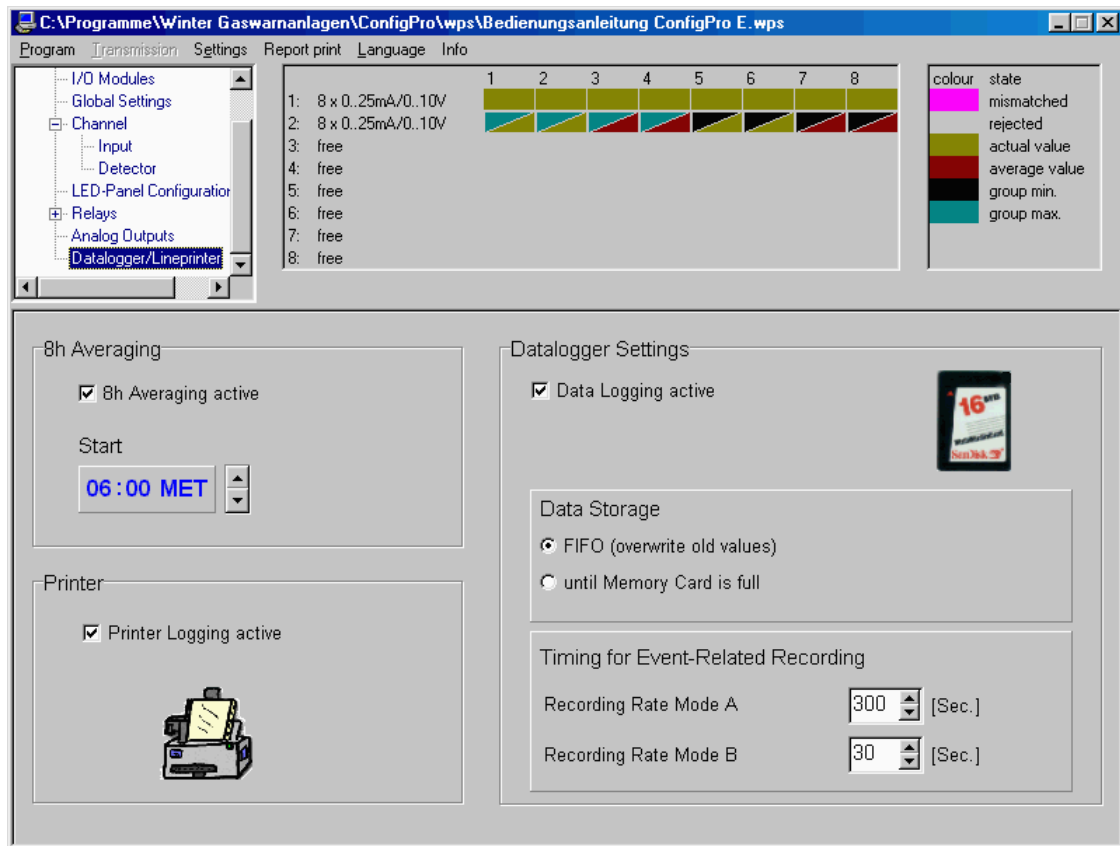 C:\Programme\Winter Gaswarnanlagen\ConfigPro\wps\Bedienungsanleitung ConfigPro E.wps
Program Transmission Settings Report print Language Info
I/O Modules
Global Settings
Channel
Input
Detector
LED-Panel Configuration
Relays
Analog Outputs
Datalogger/Lineprinter
1 2 3 4 5 6 7 8
1: 8 x 0..25mA/0..10V
2: 8 x 0..25mA/0..10V
3: free
4: free
5: free
6: free
7: free
8: free
colour state
mismatched
rejected
actual value
average value
group min.
group max.
8h Averaging
8h Averaging active
Start
06:00 MET
Printer
Printer Logging active
Datalogger Settings
Data Logging active
16 MB
SanDisk
Data Storage
FIFO (overwrite old values)
until Memory Card is full
Timing for Event-Related Recording
Recording Rate Mode A 300 [Sec.]
Recording Rate Mode B 30 [Sec.]